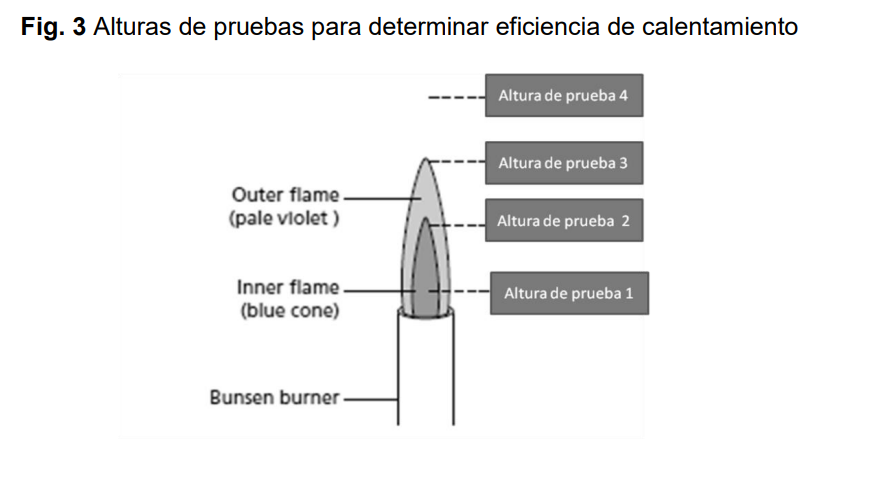 Fig. 3 Alturas de pruebas para determinar eficiencia de calentamiento
Altura de prueba 4
Altura de prueba 3
Outer flame
(pale violet )
Altura de prueba 2
Inner flame
(blue cone)
Altura de prueba 1
Bunsen burner